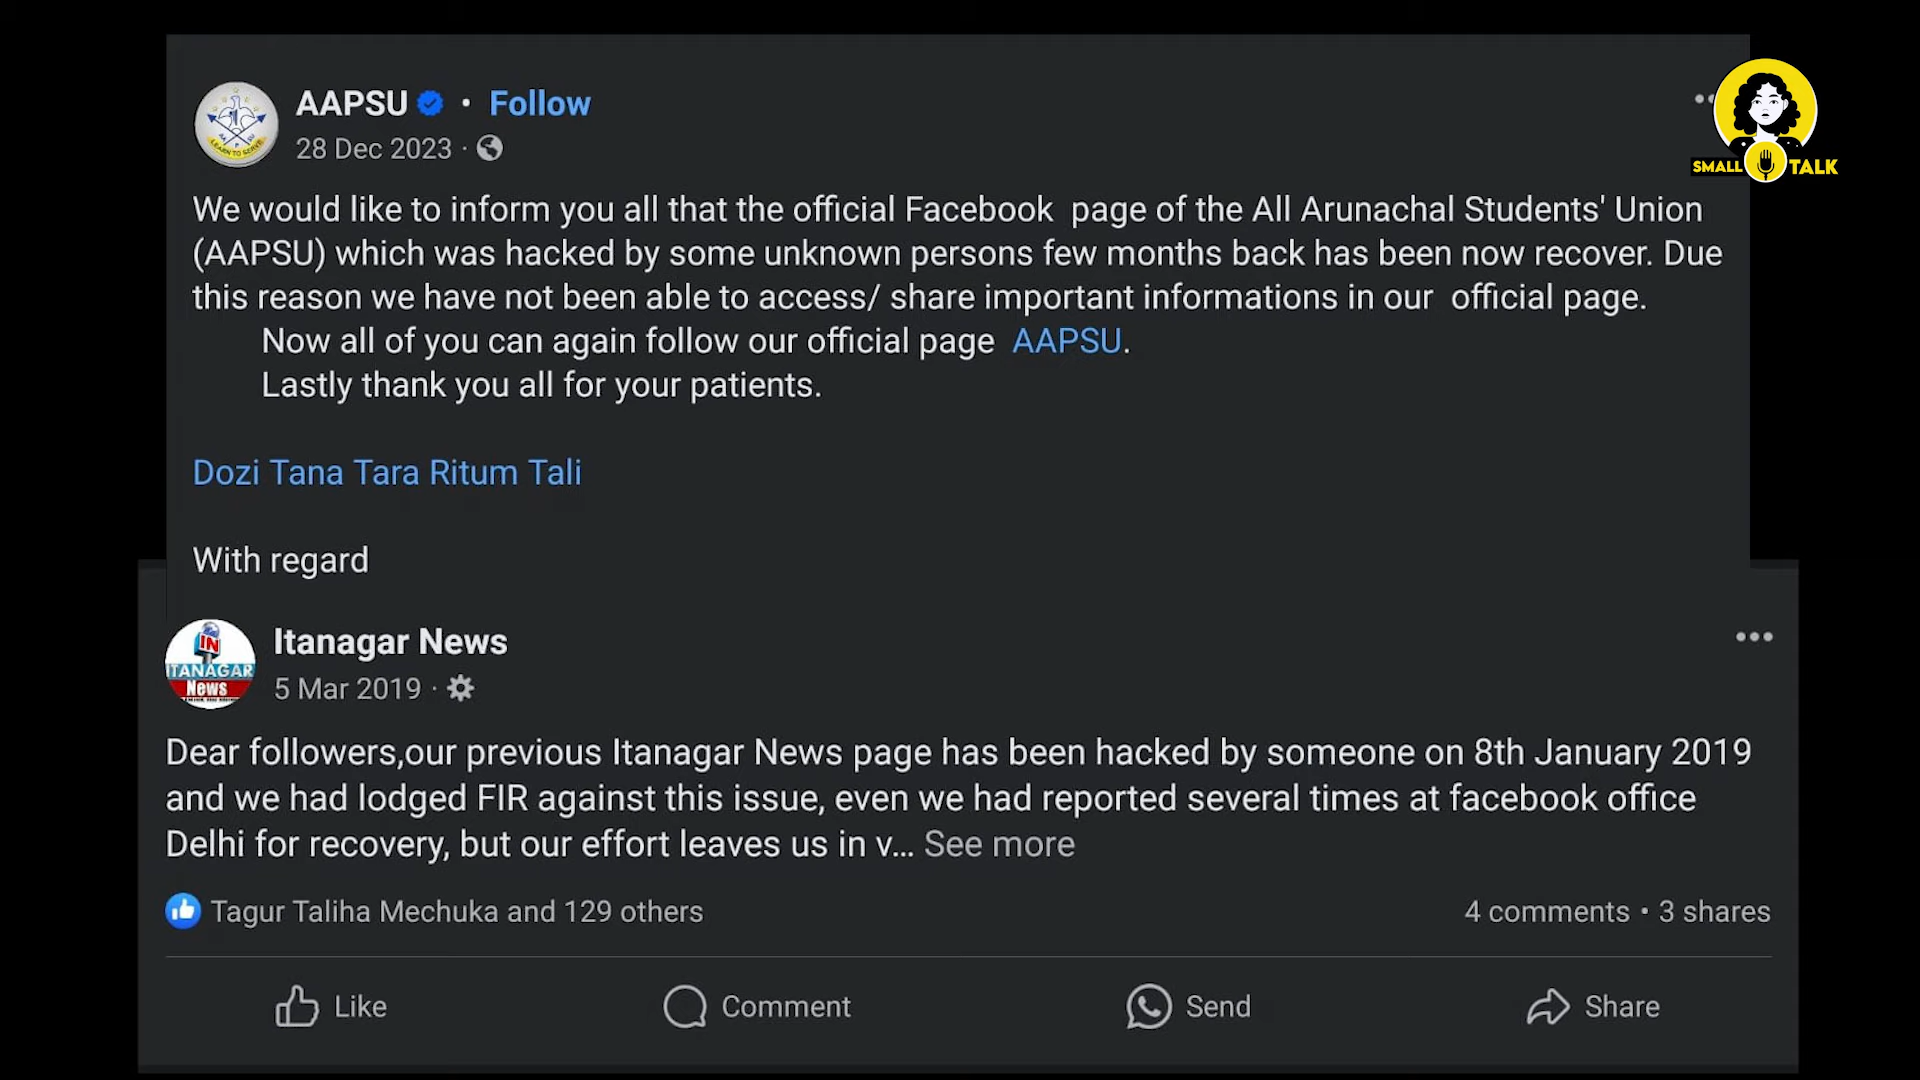 AAPSU • Follow
28 Dec 2023 ·
SMALL TALK
We would like to inform you all that the official Facebook page of the All Arunachal Students' Union
(AAPSU) which was hacked by some unknown persons few months back has been now recover. Due
this reason we have not been able to access/ share important informations in our official page.
Now all of you can again follow our official page AAPSU.
Lastly thank you all for your patients.
Dozi Tana Tara Ritum Tali
With regard
IN
ITANAGAR
News
Itanagar News
5 Mar 2019 ·
Dear followers,our previous Itanagar News page has been hacked by someone on 8th January 2019
and we had lodged FIR against this issue, even we had reported several times at facebook office
Delhi for recovery, but our effort leaves us in v... See more
Tagur Taliha Mechuka and 129 others
4 comments • 3 shares
Like
Comment
Send
Share